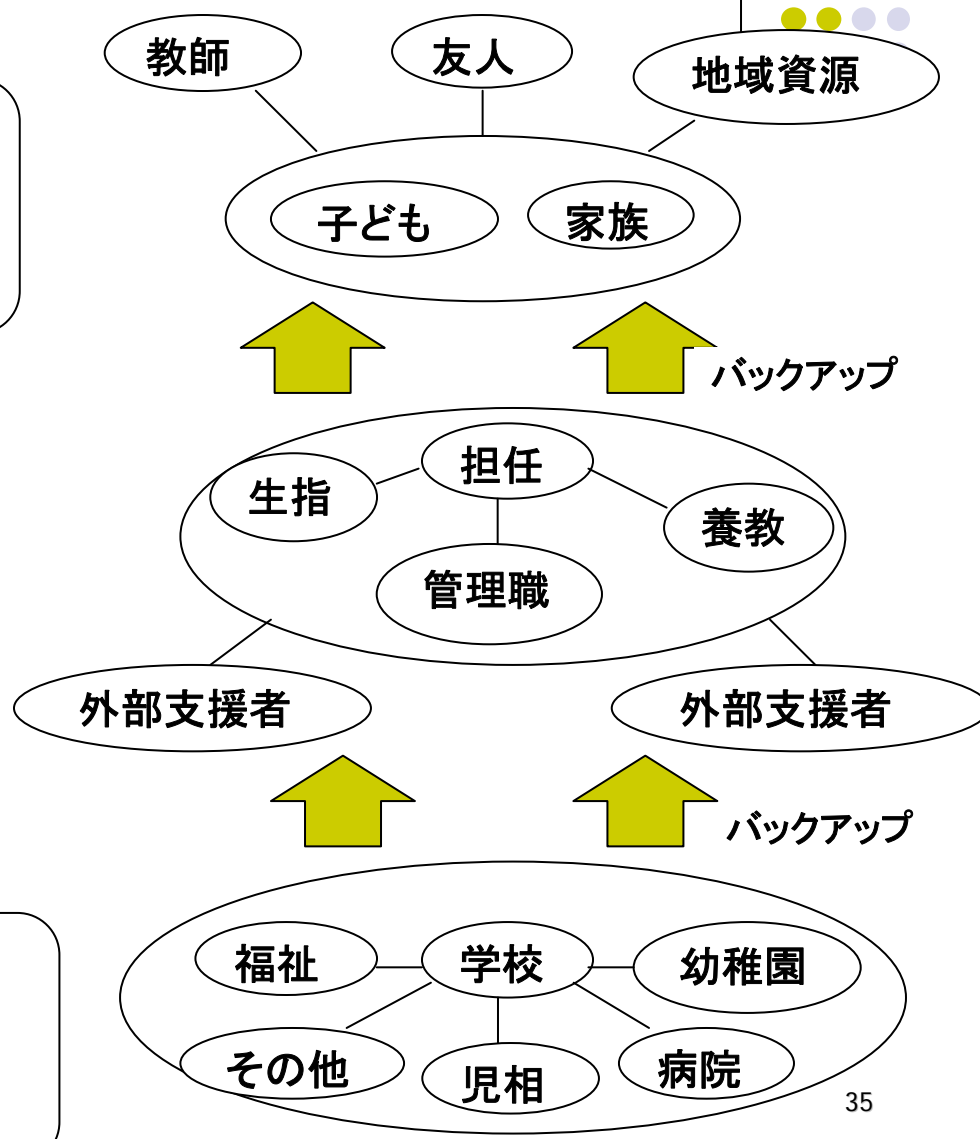 教師
友人
地域資源
子ども
家族
バックアップ
担任
生指
養教
管理職
外部支援者
外部支援者
バックアップ
福祉
学校
幼稚園
その他
児相
病院
35